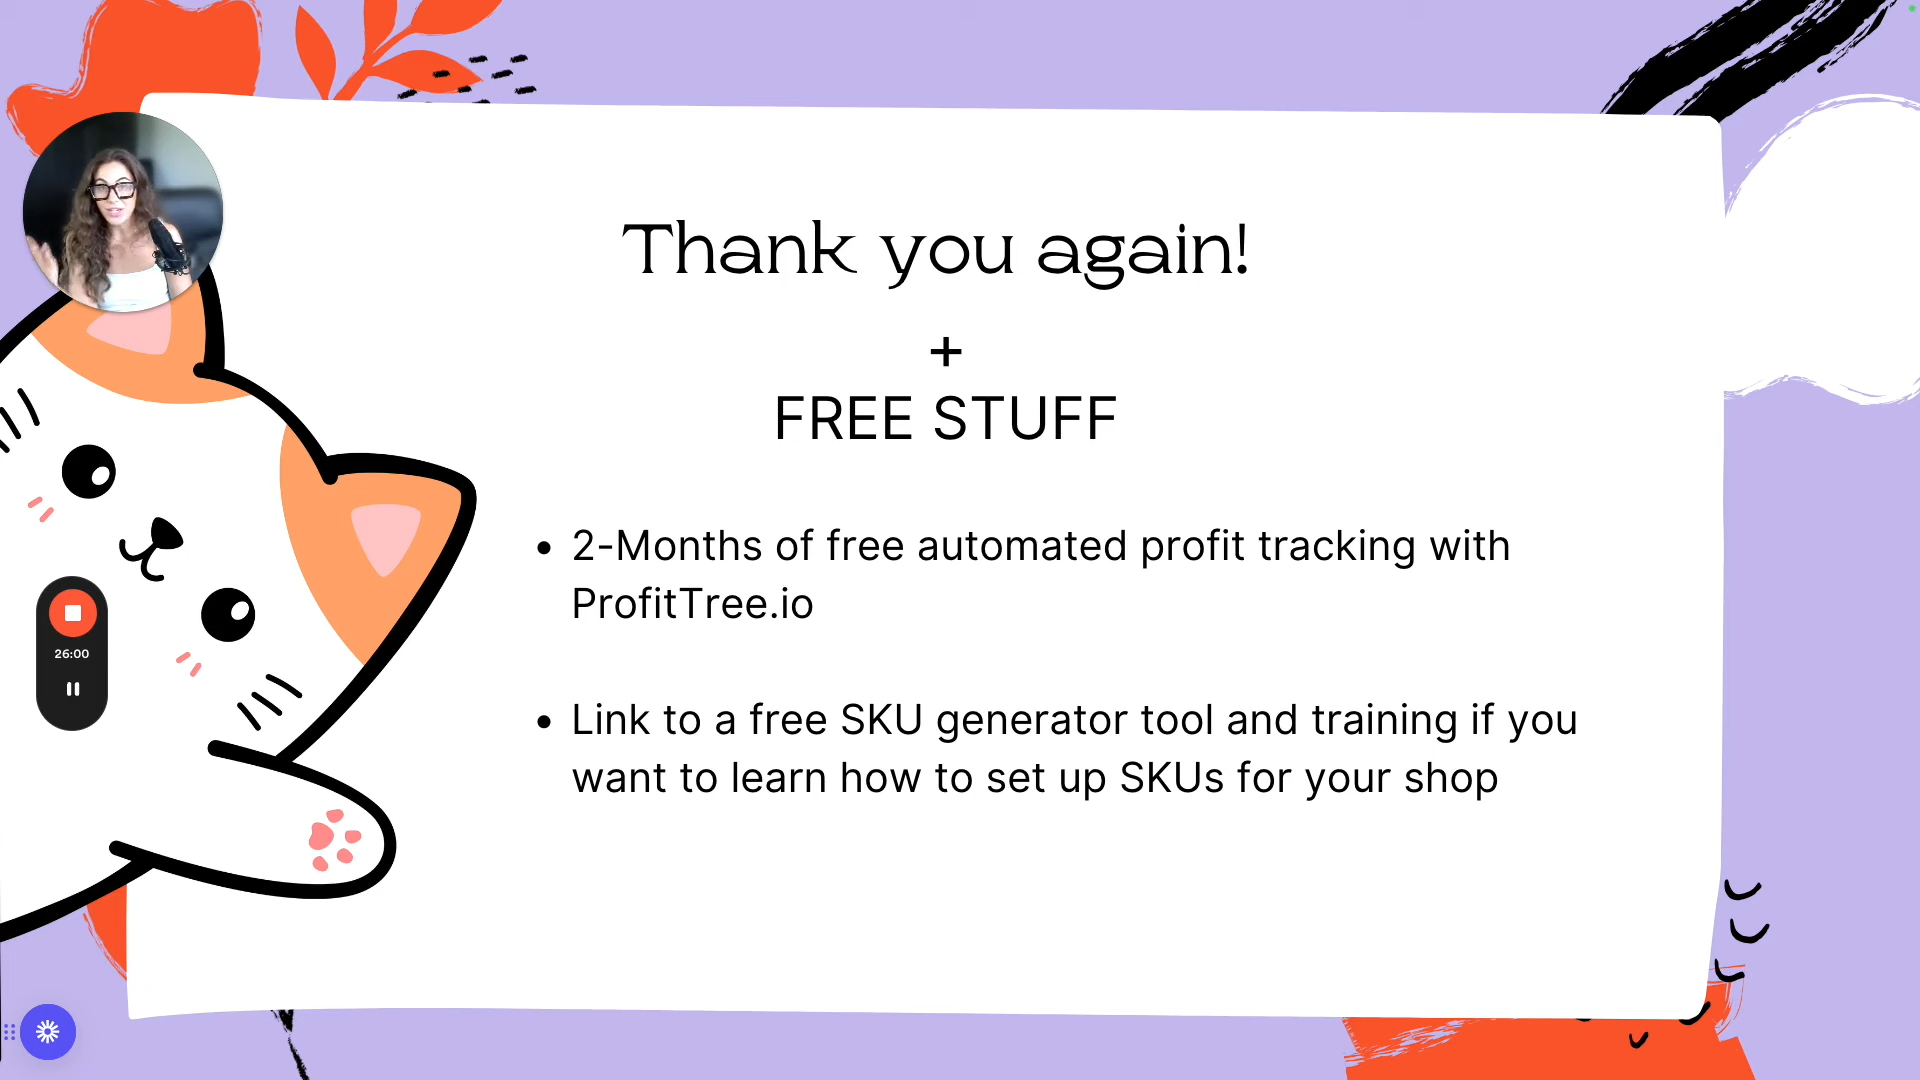 Thank you again!
+
FREE STUFF
• 2-Months of free automated profit tracking with
ProfitTree.io
• Link to a free SKU generator tool and training if you
want to learn how to set up SKUs for your shop
26:00